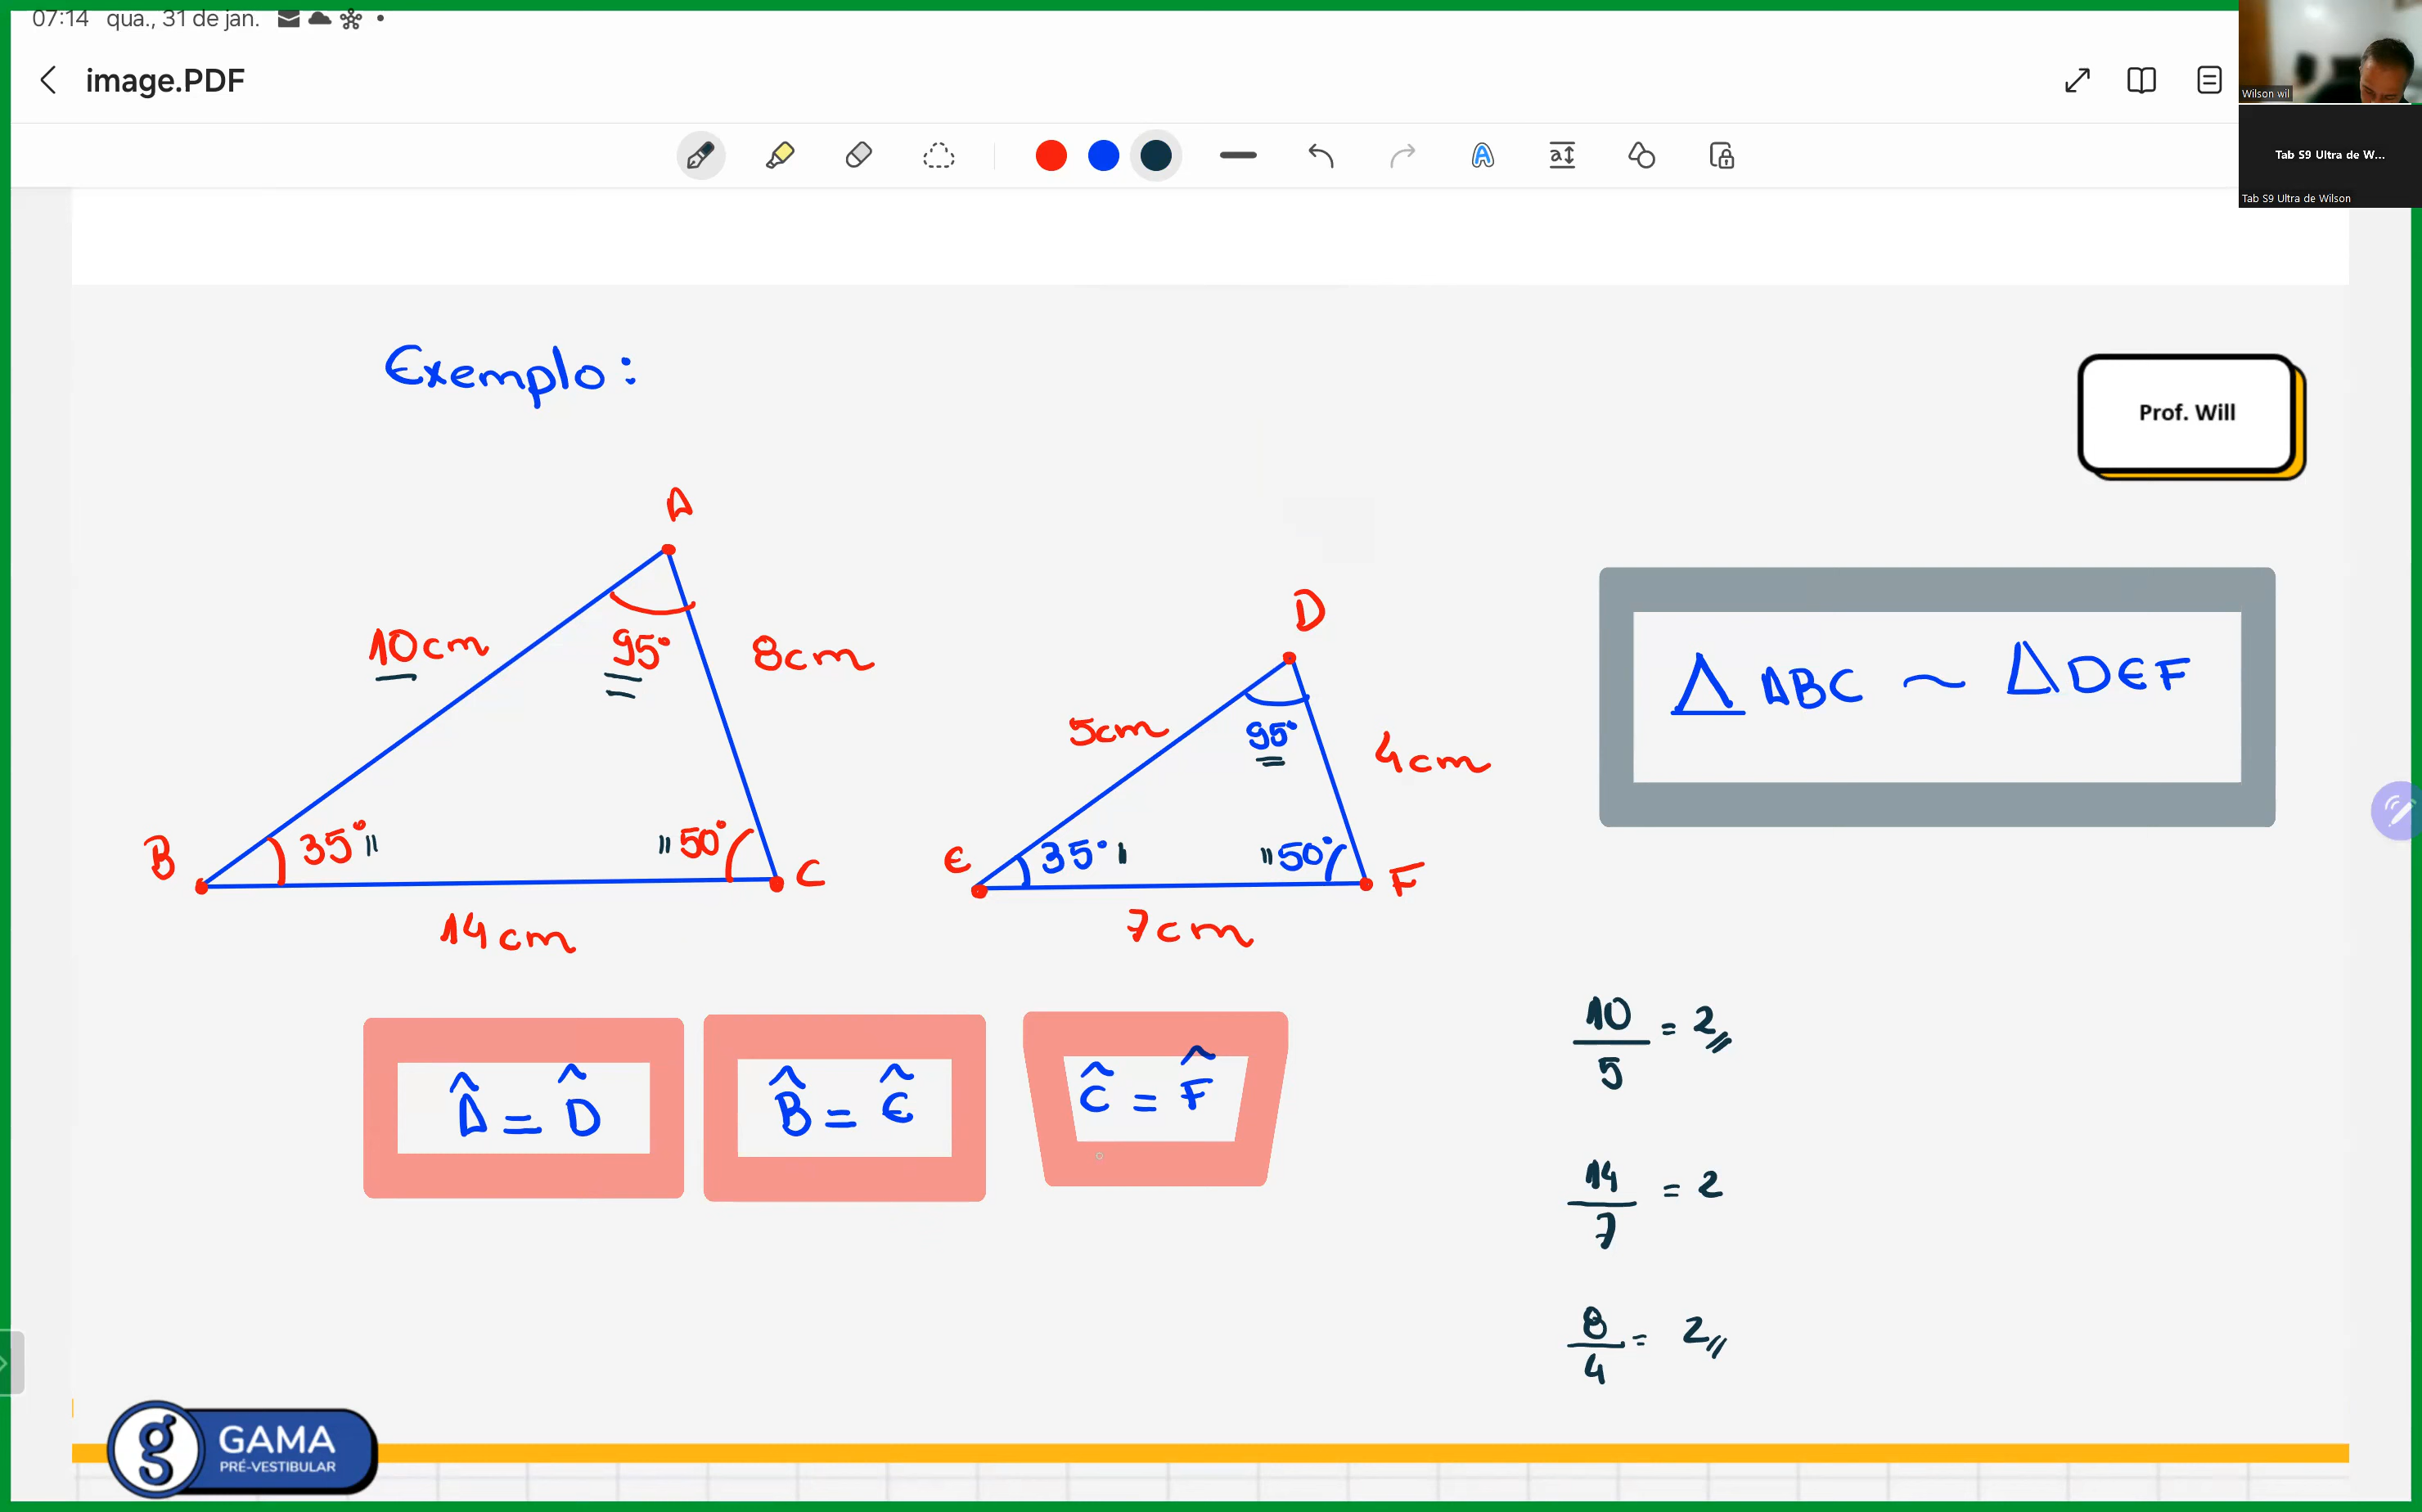 07:14 qua., 31 de jan.
image.PDF
Wilson wil
Tab S9 Ultra de W...
Tab S9 Ultra de Wilson
Exemplo:
Prof. Will
A
10cm
95°
8cm
B
35°
50°
C
14cm
D
5cm
95°
4cm
E
35°
50°
F
7cm
Δ ABC ~ Δ DEF
Â = D̂
B̂ = Ê
Ĉ = F̂
10/5 = 2
14/7 = 2
8/4 = 2
GAMA
PRÉ-VESTIBULAR